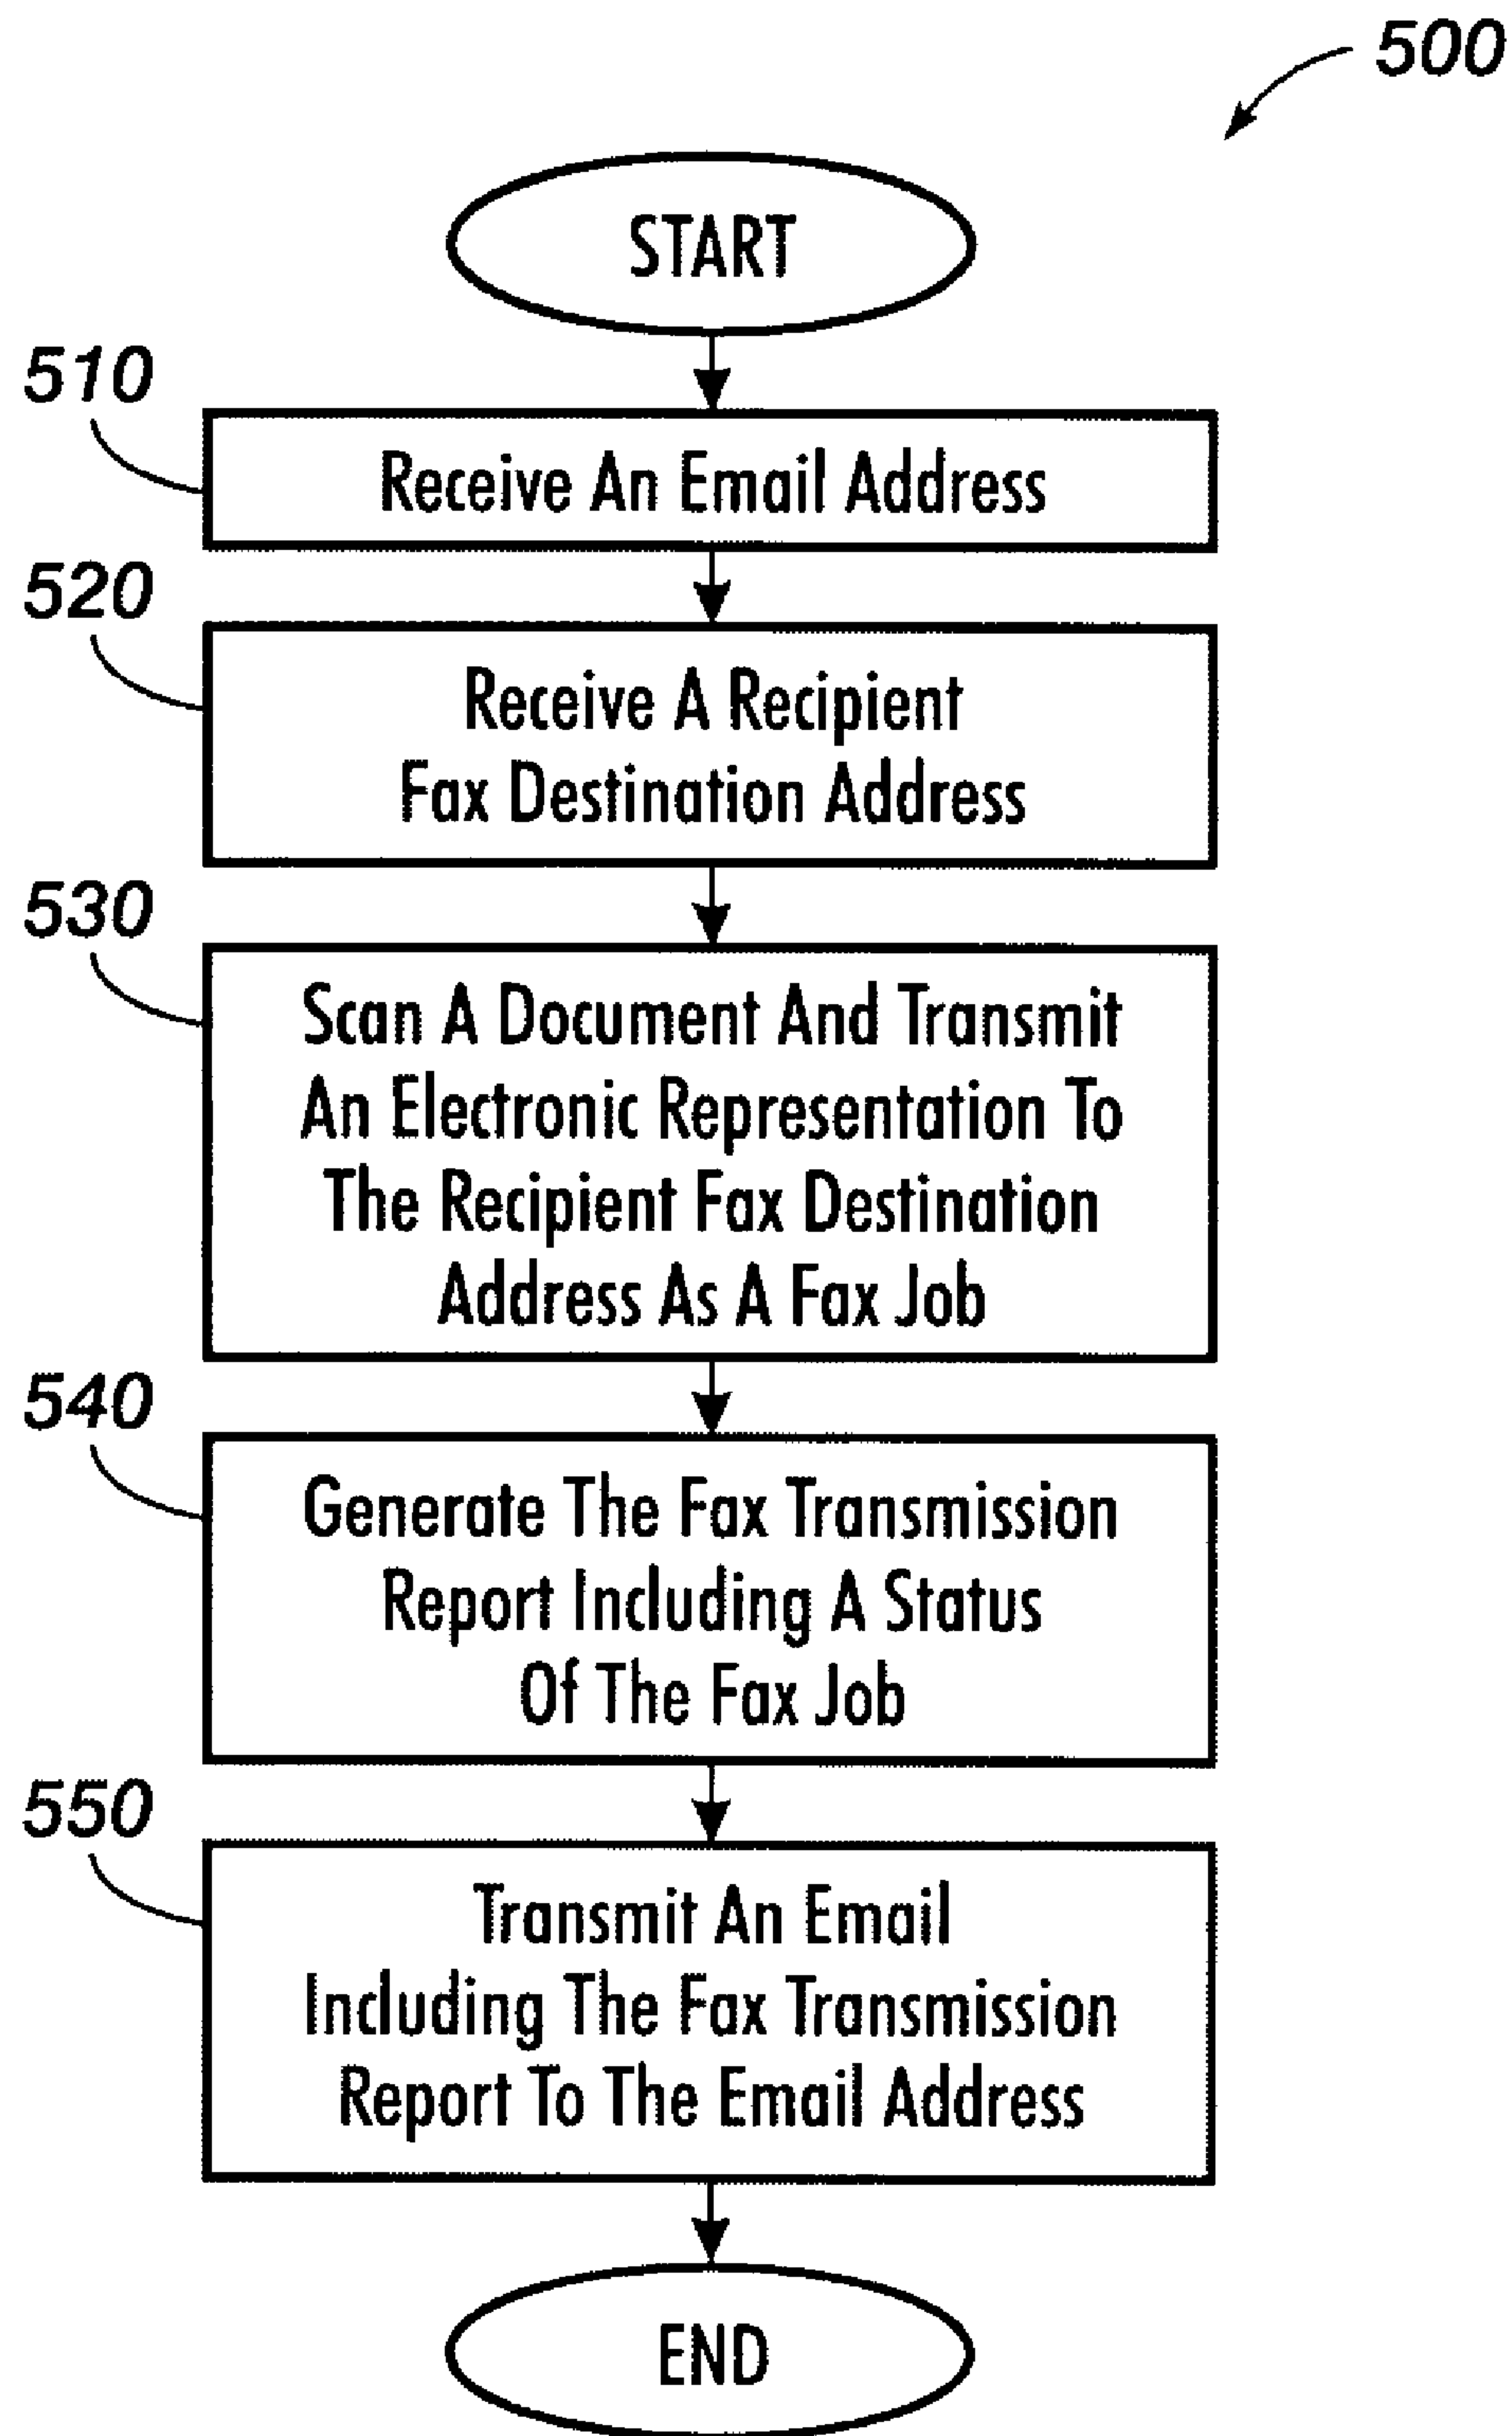 500
START
510
Receive An Email Address
520
Receive A Recipient
Fax Destination Address
530
Scan A Document And Transmit
An Electronic Representation To
The Recipient Fax Destination
Address As A Fax Job
540
Generate The Fax Transmission
Report Including A Status
Of The Fax Job
550
Transmit An Email
Including The Fax Transmission
Report To The Email Address
END